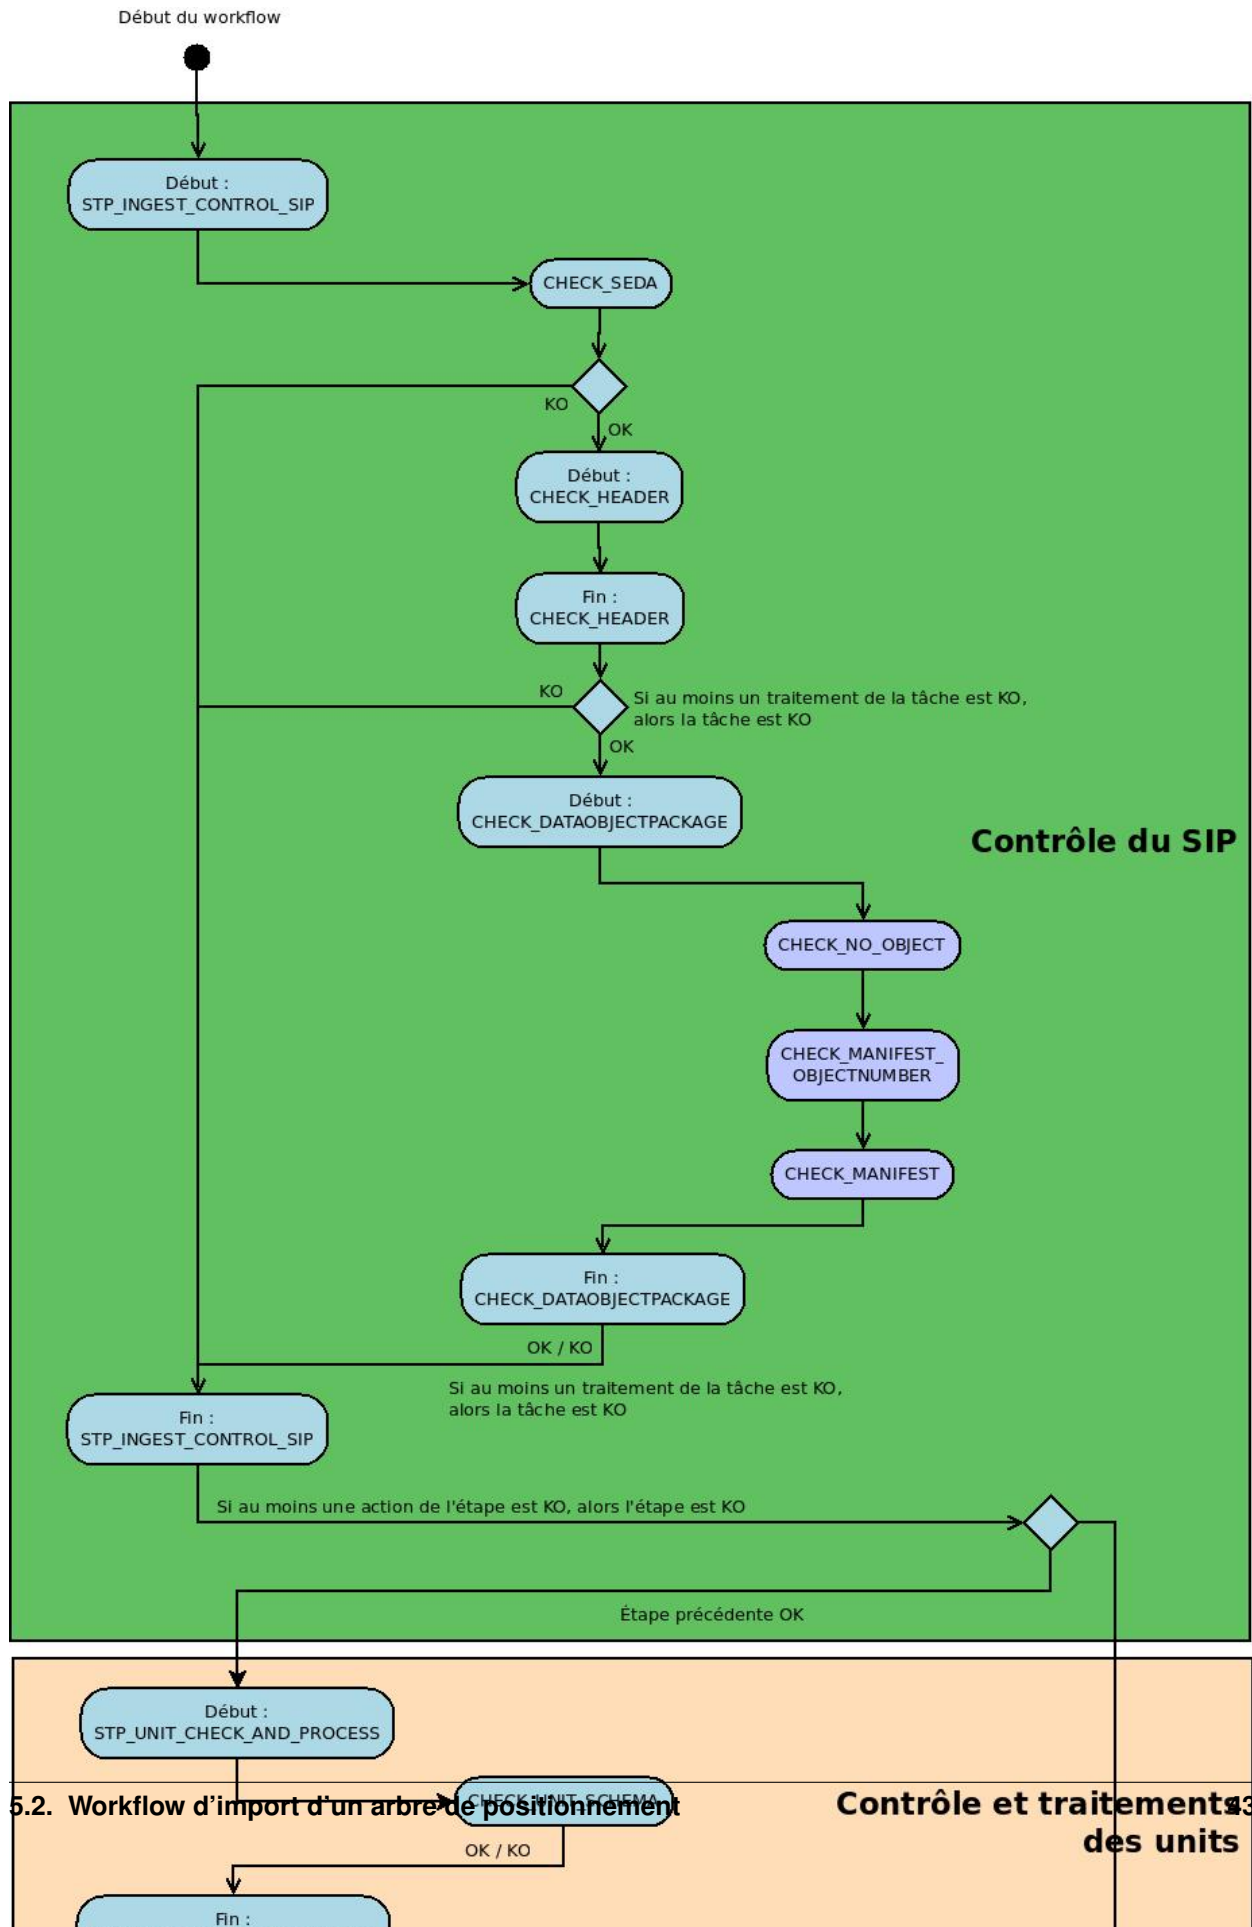 Début du workflow
Début :
STP_INGEST_CONTROL_SIP
CHECK_SEDA
KO
OK
Début :
CHECK_HEADER
Fin :
CHECK_HEADER
KO
Si au moins un traitement de la tâche est KO,
alors la tâche est KO
OK
Début :
CHECK_DATAOBJECTPACKAGE
Contrôle du SIP
CHECK_NO_OBJECT
CHECK_MANIFEST_
OBJECTNUMBER
CHECK_MANIFEST
Fin :
CHECK_DATAOBJECTPACKAGE
OK / KO
Si au moins un traitement de la tâche est KO,
alors la tâche est KO
Fin :
STP_INGEST_CONTROL_SIP
Si au moins une action de l'étape est KO, alors l'étape est KO
Étape précédente OK
Début :
STP_UNIT_CHECK_AND_PROCESS
CHECK_UNIT_SCHEMA
5.2. Workflow d’import d’un arbre de positionnement
43
Contrôle et traitements
des units
OK / KO
Fin :